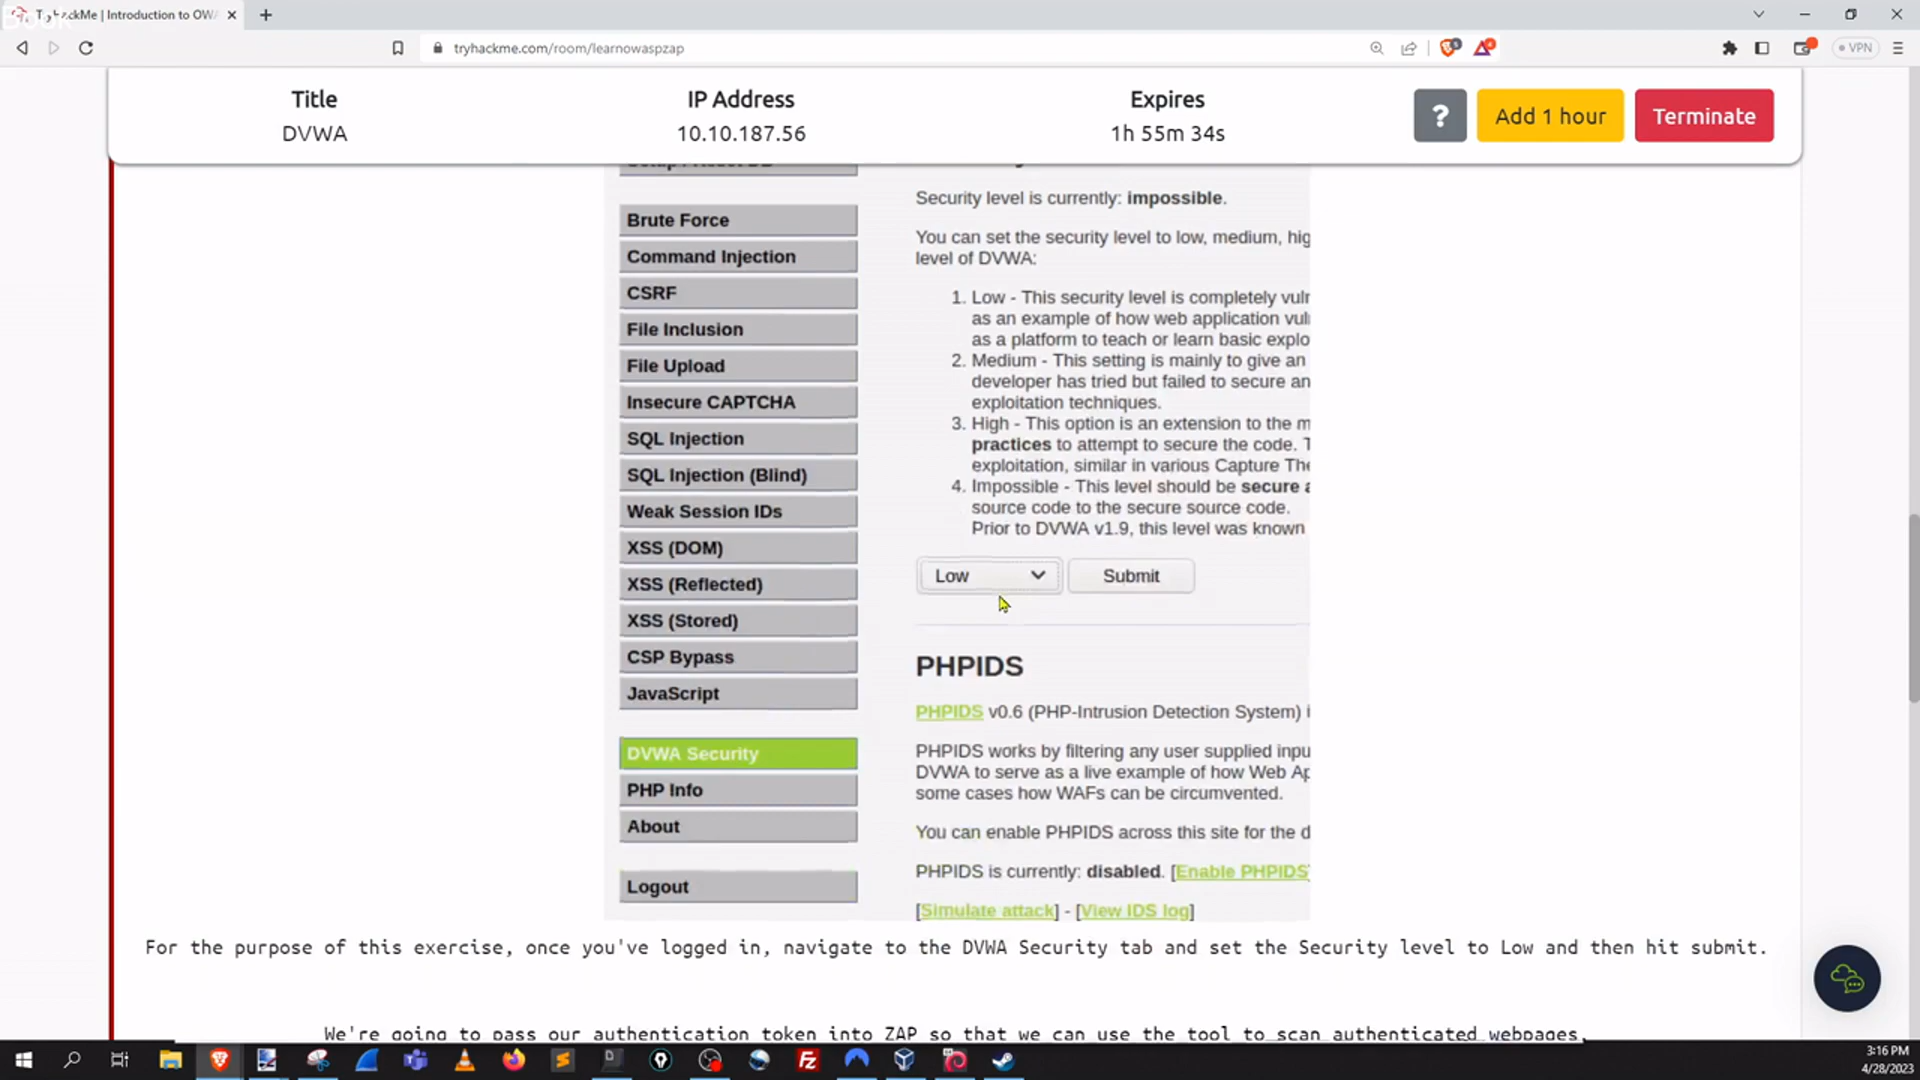 TryHackMe | Introduction to OWA
tryhackme.com/room/learnowaspzap
VPN
Title
DVWA
IP Address
10.10.187.56
Expires
1h 55m 34s
?
Add 1 hour
Terminate
Brute Force
Command Injection
CSRF
File Inclusion
File Upload
Insecure CAPTCHA
SQL Injection
SQL Injection (Blind)
Weak Session IDs
XSS (DOM)
XSS (Reflected)
XSS (Stored)
CSP Bypass
JavaScript
DVWA Security
PHP Info
About
Logout
Security level is currently: impossible.
You can set the security level to low, medium, hig
level of DVWA:
1. Low - This security level is completely vuln
as an example of how web application vul
as a platform to teach or learn basic explo
2. Medium - This setting is mainly to give an
developer has tried but failed to secure an
exploitation techniques.
3. High - This option is an extension to the m
practices to attempt to secure the code. T
exploitation, similar in various Capture The
4. Impossible - This level should be secure a
source code to the secure source code.
Prior to DVWA v1.9, this level was known
Low
Submit
PHPIDS
PHPIDS v0.6 (PHP-Intrusion Detection System) i
PHPIDS works by filtering any user supplied inpu
DVWA to serve as a live example of how Web Ap
some cases how WAFs can be circumvented.
You can enable PHPIDS across this site for the d
PHPIDS is currently: disabled. [Enable PHPIDS]
[Simulate attack] - [View IDS log]
For the purpose of this exercise, once you've logged in, navigate to the DVWA Security tab and set the Security level to Low and then hit submit.
We're going to pass our authentication token into ZAP so that we can use the tool to scan authenticated webpages.
3:16 PM
4/28/2023